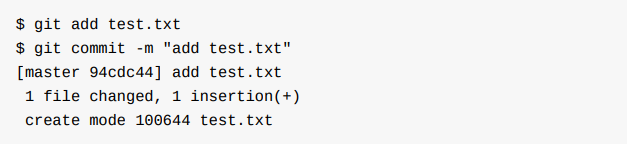 $ git add test.txt
$ git commit -m "add test.txt"
[master 94cdc44] add test.txt
 1 file changed, 1 insertion(+)
 create mode 100644 test.txt